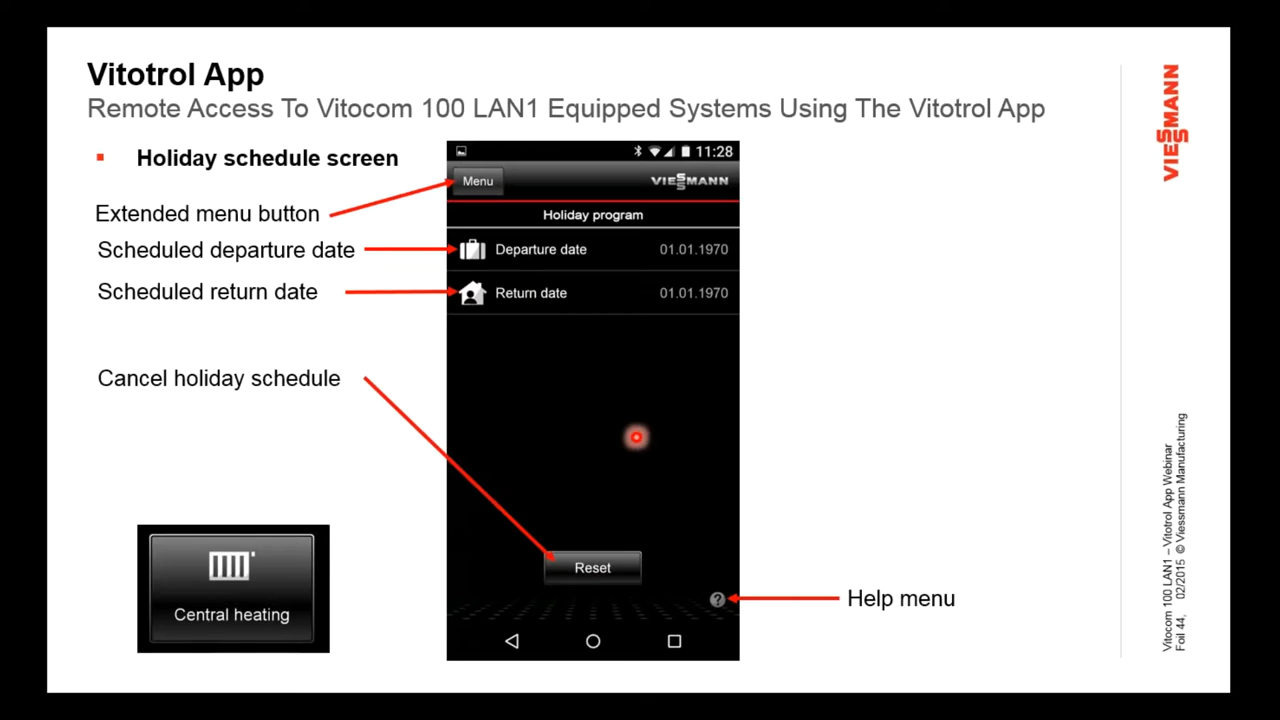 Vitotrol App
Remote Access To Vitocom 100 LAN1 Equipped Systems Using The Vitotrol App
VIESSMANN
Holiday schedule screen
Extended menu button
Scheduled departure date
Scheduled return date
Cancel holiday schedule
11:28
Menu
VIESSMANN
Holiday program
Departure date 01.01.1970
Return date 01.01.1970
Reset
?
Help menu
Central heating
Vitocom 100 LAN1 – Vitotrol App Webinar
Foil 44, 02/2015 © Viessmann Manufacturing